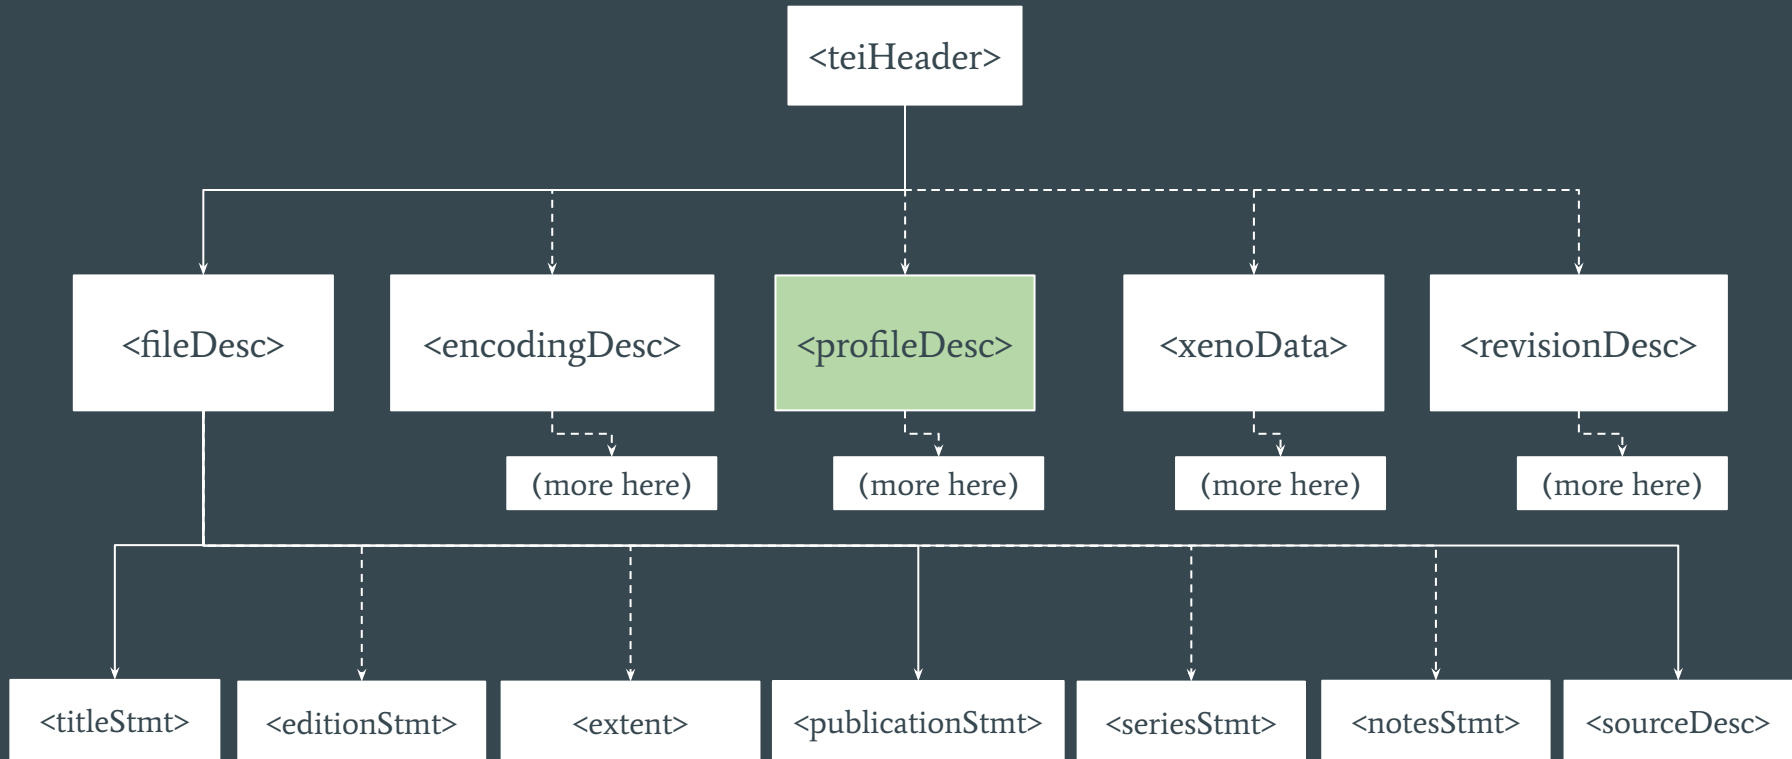 <teiHeader>
<fileDesc>
<encodingDesc>
<profileDesc>
<xenoData>
<revisionDesc>
(more here)
(more here)
(more here)
(more here)
<titleStmt>
<editionStmt>
<extent>
<publicationStmt>
<seriesStmt>
<notesStmt>
<sourceDesc>